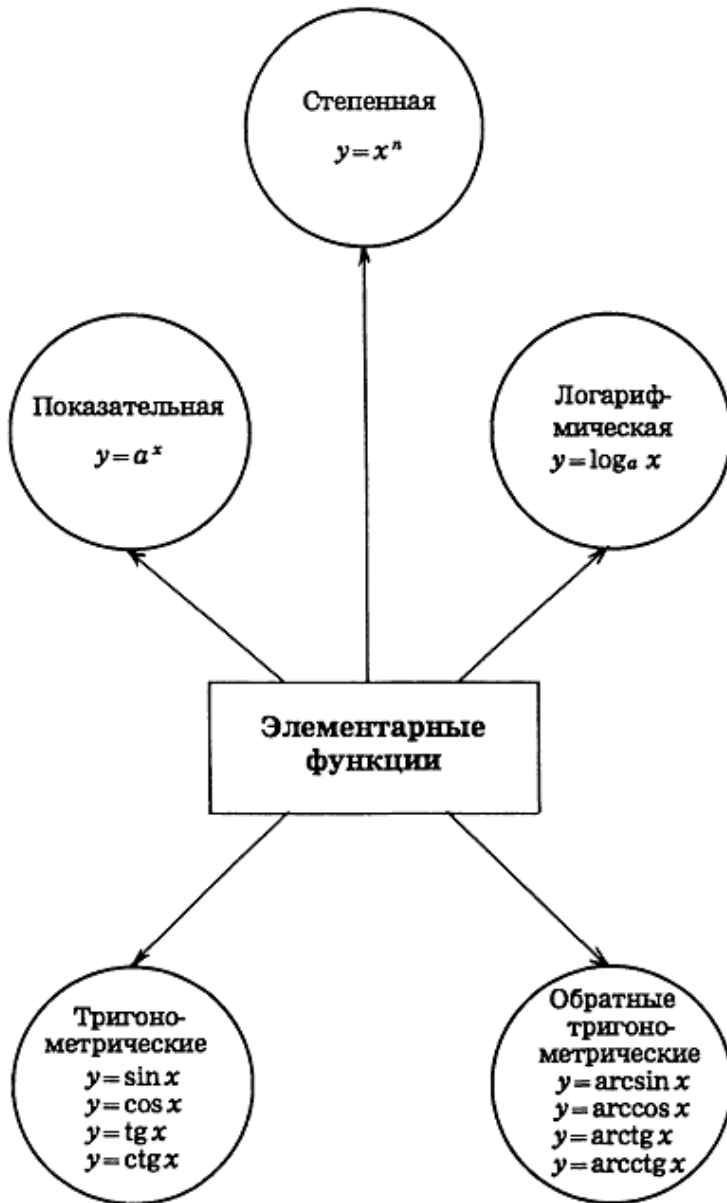 Степенная
y=xⁿ
Показательная
y=aˣ
Логариф-
мическая
y=logₐ x
Элементарные
функции
Тригоно-
метрические
y=sin x
y=cos x
y=tg x
y=ctg x
Обратные
тригоно-
метрические
y=arcsin x
y=arccos x
y=arctg x
y=arcctg x